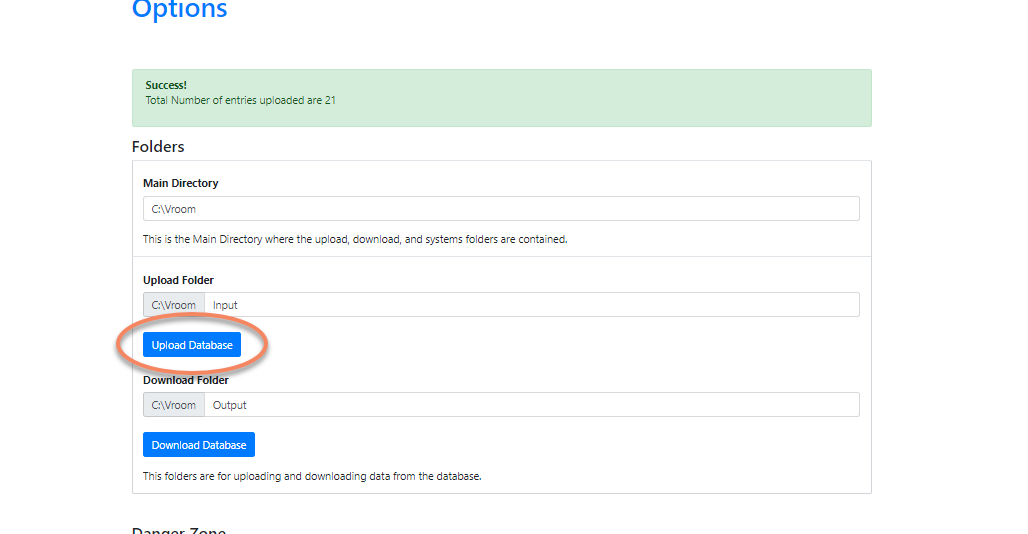 Options
Success!
Total Number of entries uploaded are 21
Folders
Main Directory
C:\Vroom
This is the Main Directory where the upload, download, and systems folders are contained.
Upload Folder
C:\Vroom Input
Upload Database
Download Folder
C:\Vroom Output
Download Database
This folders are for uploading and downloading data from the database.
Danger Zone